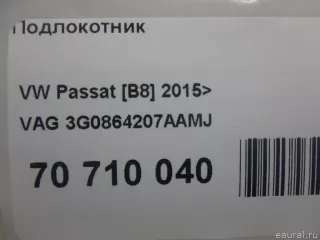 Подлокотник
VW Passat [B8] 2015>
VAG 3G0864207AAMJ
70 710 040
eaural.ru